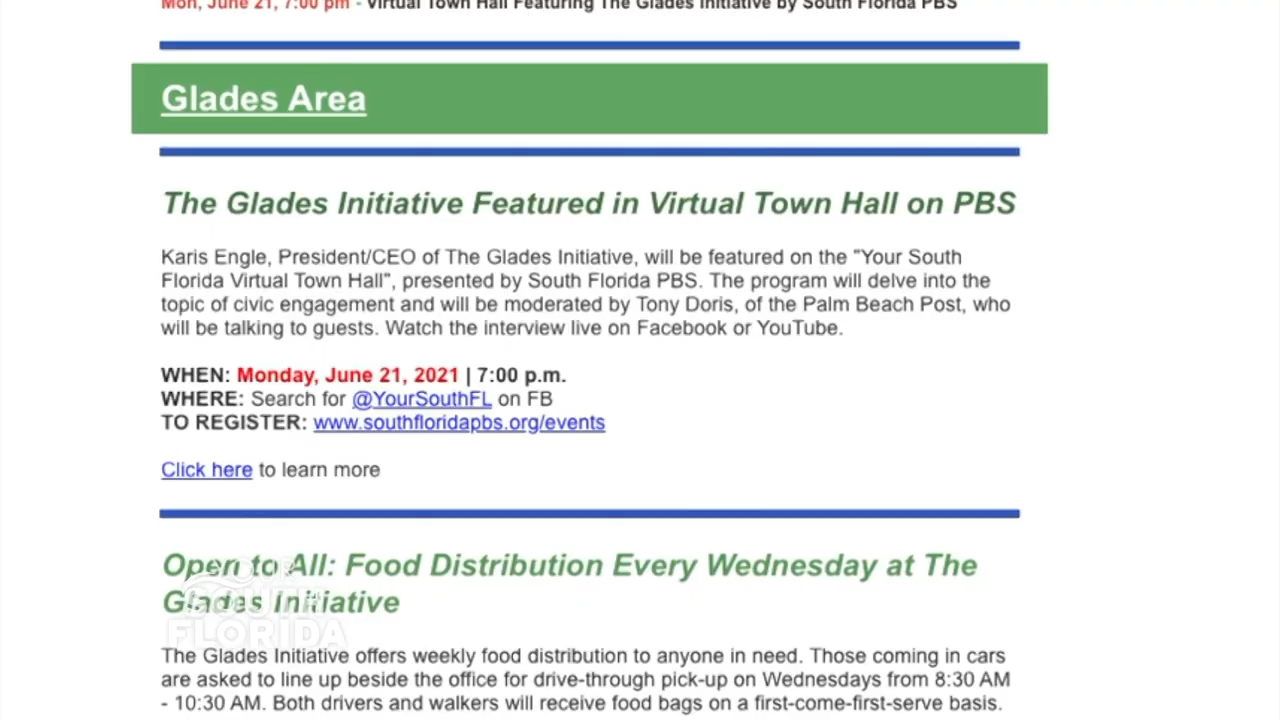 Mon, June 21, 7:00 pm - Virtual Town Hall Featuring The Glades Initiative by South Florida PBS
Glades Area
The Glades Initiative Featured in Virtual Town Hall on PBS
Karis Engle, President/CEO of The Glades Initiative, will be featured on the "Your South
Florida Virtual Town Hall", presented by South Florida PBS. The program will delve into the
topic of civic engagement and will be moderated by Tony Doris, of the Palm Beach Post, who
will be talking to guests. Watch the interview live on Facebook or YouTube.
WHEN: Monday, June 21, 2021 | 7:00 p.m.
WHERE: Search for @YourSouthFL on FB
TO REGISTER: www.southfloridapbs.org/events
Click here to learn more
Open to All: Food Distribution Every Wednesday at The
Glades Initiative
YOUR
SOUTH
FLORIDA
The Glades Initiative offers weekly food distribution to anyone in need. Those coming in cars
are asked to line up beside the office for drive-through pick-up on Wednesdays from 8:30 AM
- 10:30 AM. Both drivers and walkers will receive food bags on a first-come-first-serve basis.